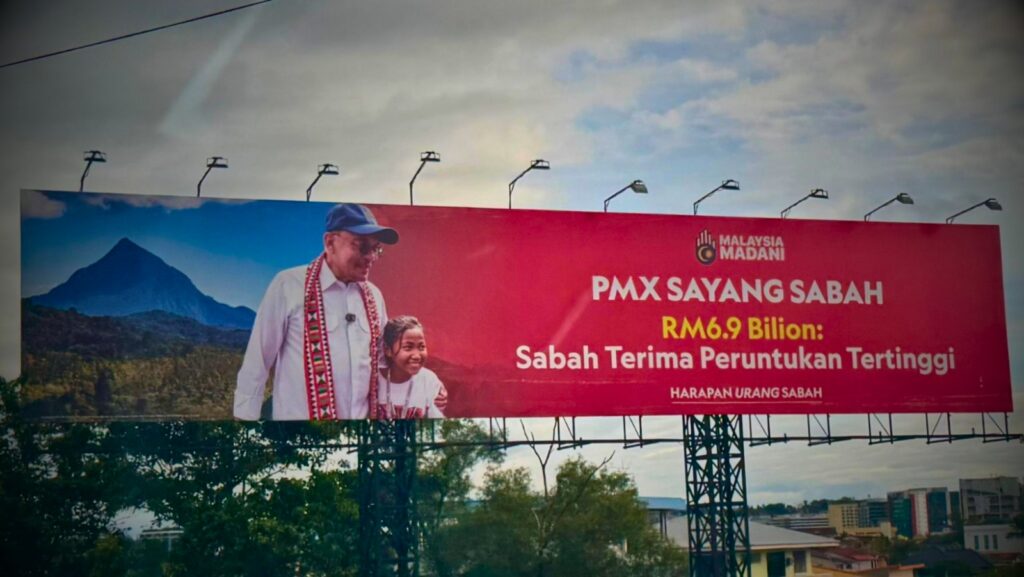 MALAYSIA
MADANI
PMX SAYANG SABAH
RM6.9 Bilion:
Sabah Terima Peruntukan Tertinggi
HARAPAN URANG SABAH